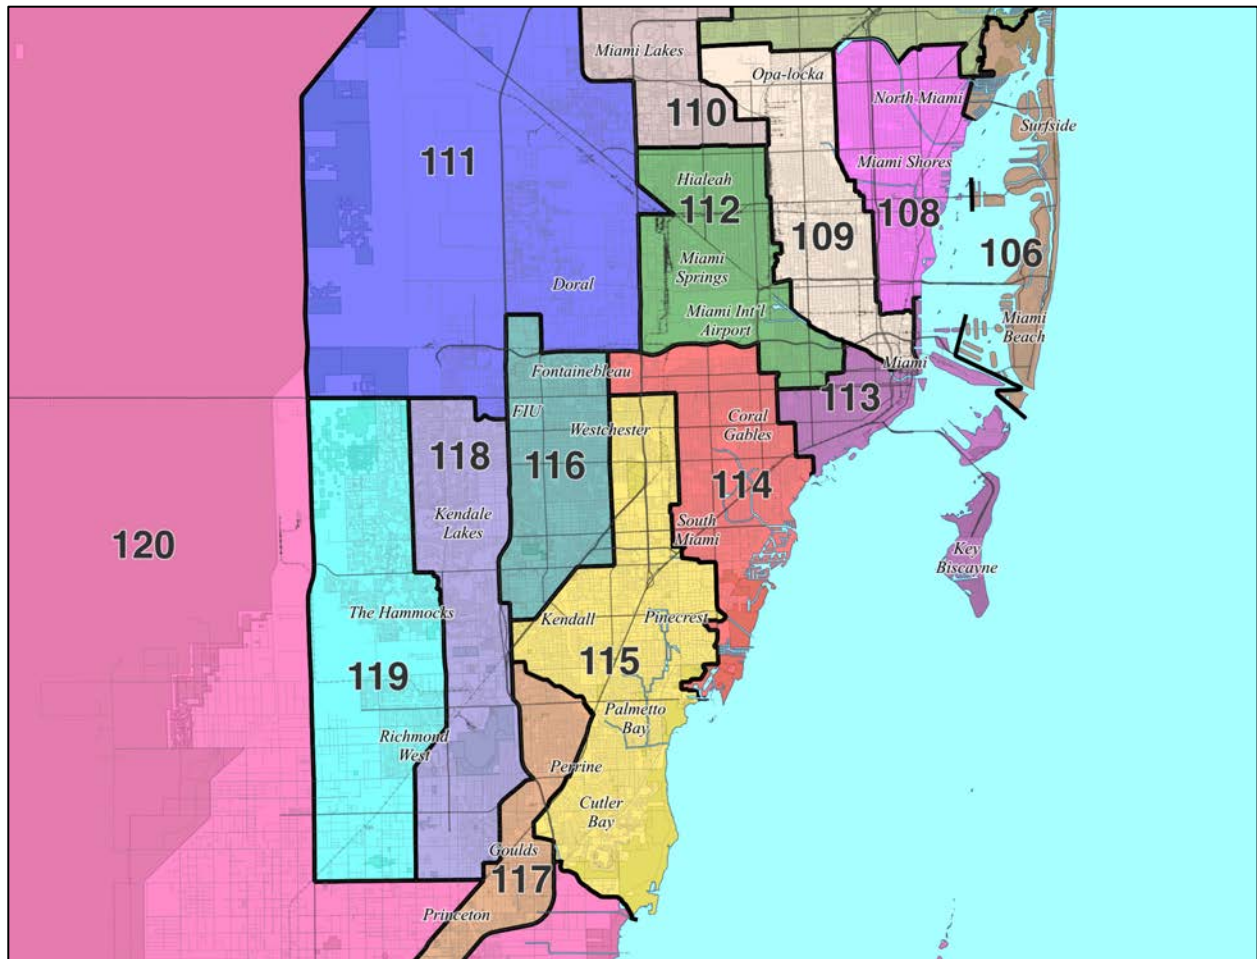 Miami Lakes
Opa-locka
110
North Miami
Surfside
111
Miami Shores
Hialeah
112
108
109
106
Miami
Springs
Doral
Miami Int'l
Airport
Miami
Beach
Fontainebleau
Miami
113
FIU
Westchester
Coral
Gables
118
116
114
Kendale
Lakes
South
Miami
120
Key
Biscayne
The Hammocks
Kendall
Pinecrest
115
119
Palmetto
Bay
Richmond
West
Perrine
Cutler
Bay
Goulds
117
Princeton